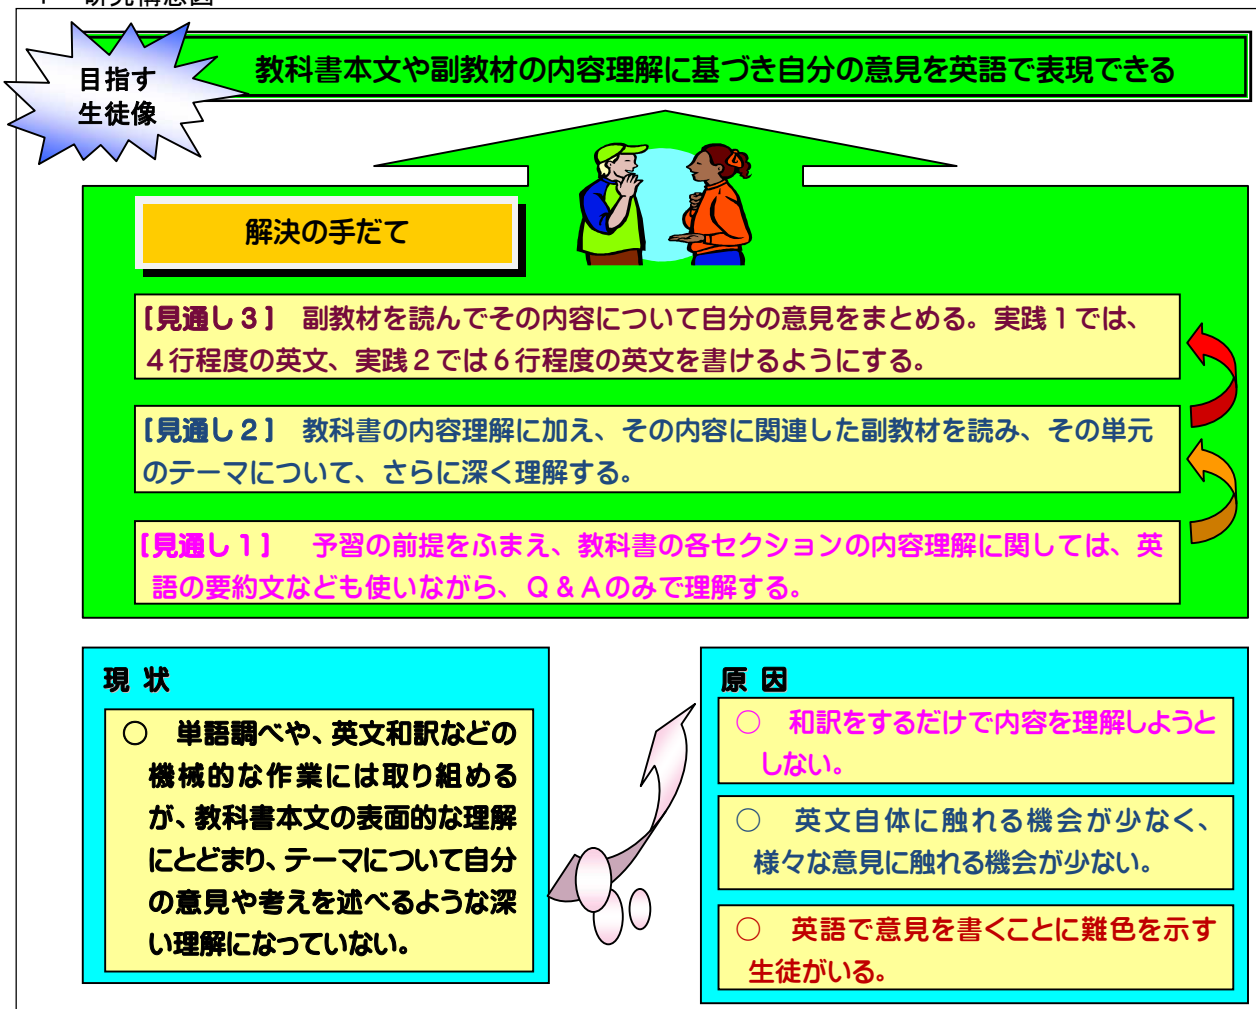 目指す
生徒像
教科書本文や副教材の内容理解に基づき自分の意見を英語で表現できる
解決の手だて
[見通し３]　副教材を読んでその内容について自分の意見をまとめる。実践１では、
４行程度の英文、実践２では６行程度の英文を書けるようにする。
[見通し２]　教科書の内容理解に加え、その内容に関連した副教材を読み、その単元
のテーマについて、さらに深く理解する。
[見通し１]　予習の前提をふまえ、教科書の各セクションの内容理解に関しては、英
語の要約文なども使いながら、Ｑ＆Ａのみで理解する。
現 状
○　単語調べや、英文和訳などの
機械的な作業には取り組める
が、教科書本文の表面的な理解
にとどまり、テーマについて自分
の意見や考えを述べるような深
い理解になっていない。
原 因
○　和訳をするだけで内容を理解しようと
しない。
○　英文自体に触れる機会が少なく、
様々な意見に触れる機会が少ない。
○　英語で意見を書くことに難色を示す
生徒がいる。